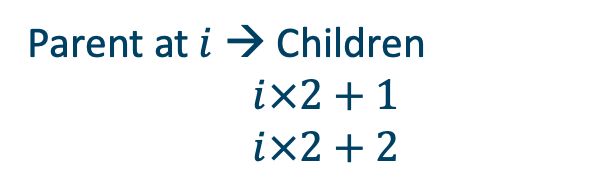 Parent at i → Children
i×2 + 1
i×2 + 2